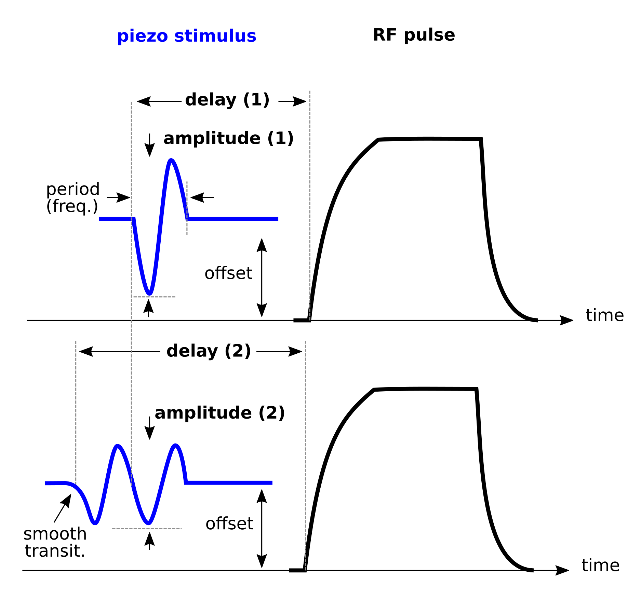 piezo stimulus
RF pulse
delay (1)
amplitude (1)
period
(freq.)
offset
time
delay (2)
amplitude (2)
offset
smooth
transit.
time